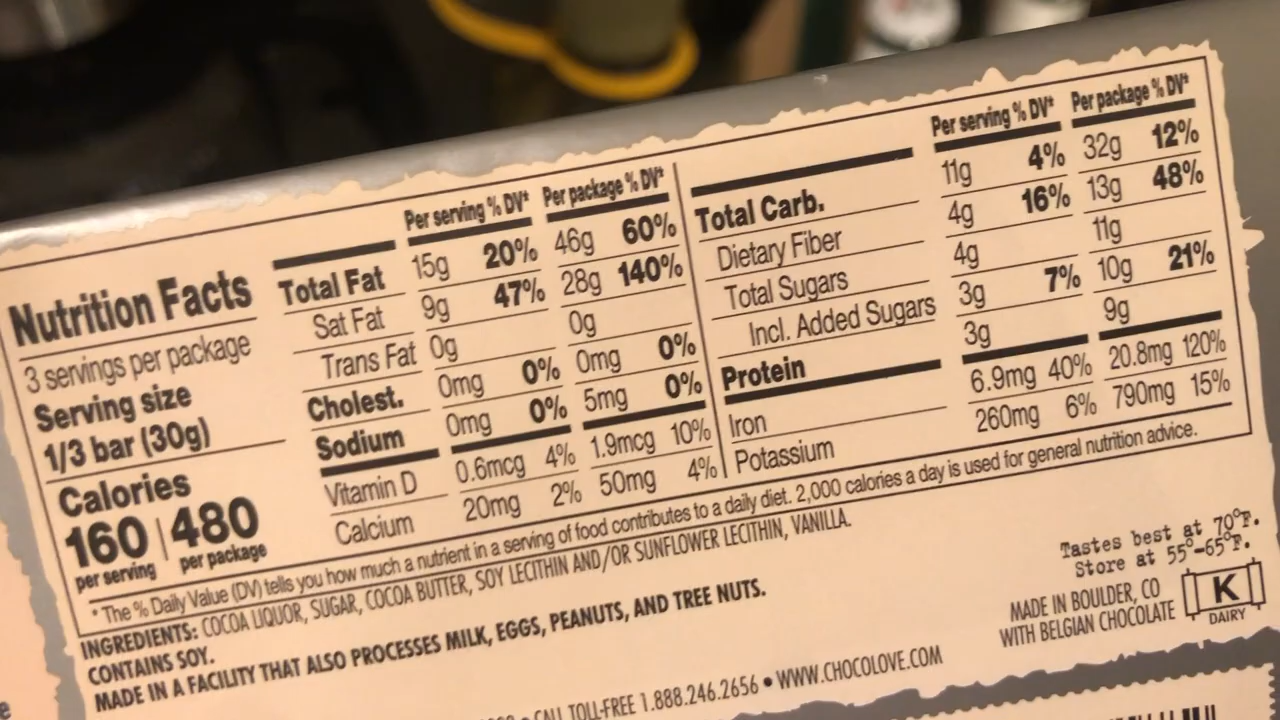 Nutrition Facts
3 servings per package
Serving size
1/3 bar (30g)
Calories
160 | 480
per serving per package
Per serving % DV* Per package % DV*
Total Fat 15g 20% 46g 60%
Sat Fat 9g 47% 28g 140%
Trans Fat 0g 0g
Cholest. 0mg 0% 0mg 0%
Sodium 0mg 0% 5mg 0%
Vitamin D 0.6mcg 4% 1.9mcg 10%
Calcium 20mg 2% 50mg 4%
Per serving % DV* Per package % DV*
Total Carb. 11g 4% 32g 12%
Dietary Fiber 4g 16% 13g 48%
Total Sugars 4g 11g
Incl. Added Sugars 3g 7% 10g 21%
Protein 3g 9g
Iron 6.9mg 40% 20.8mg 120%
Potassium 260mg 6% 790mg 15%
* The % Daily Value (DV) tells you how much a nutrient in a serving of food contributes to a daily diet. 2,000 calories a day is used for general nutrition advice.
INGREDIENTS: COCOA LIQUOR, SUGAR, COCOA BUTTER, SOY LECITHIN AND/OR SUNFLOWER LECITHIN, VANILLA.
CONTAINS SOY.
MADE IN A FACILITY THAT ALSO PROCESSES MILK, EGGS, PEANUTS, AND TREE NUTS.
Tastes best at 70°F.
Store at 55°–65°F.
MADE IN BOULDER, CO
WITH BELGIAN CHOCOLATE
K
DAIRY
• CALL TOLL-FREE 1.888.246.2656 • WWW.CHOCOLOVE.COM